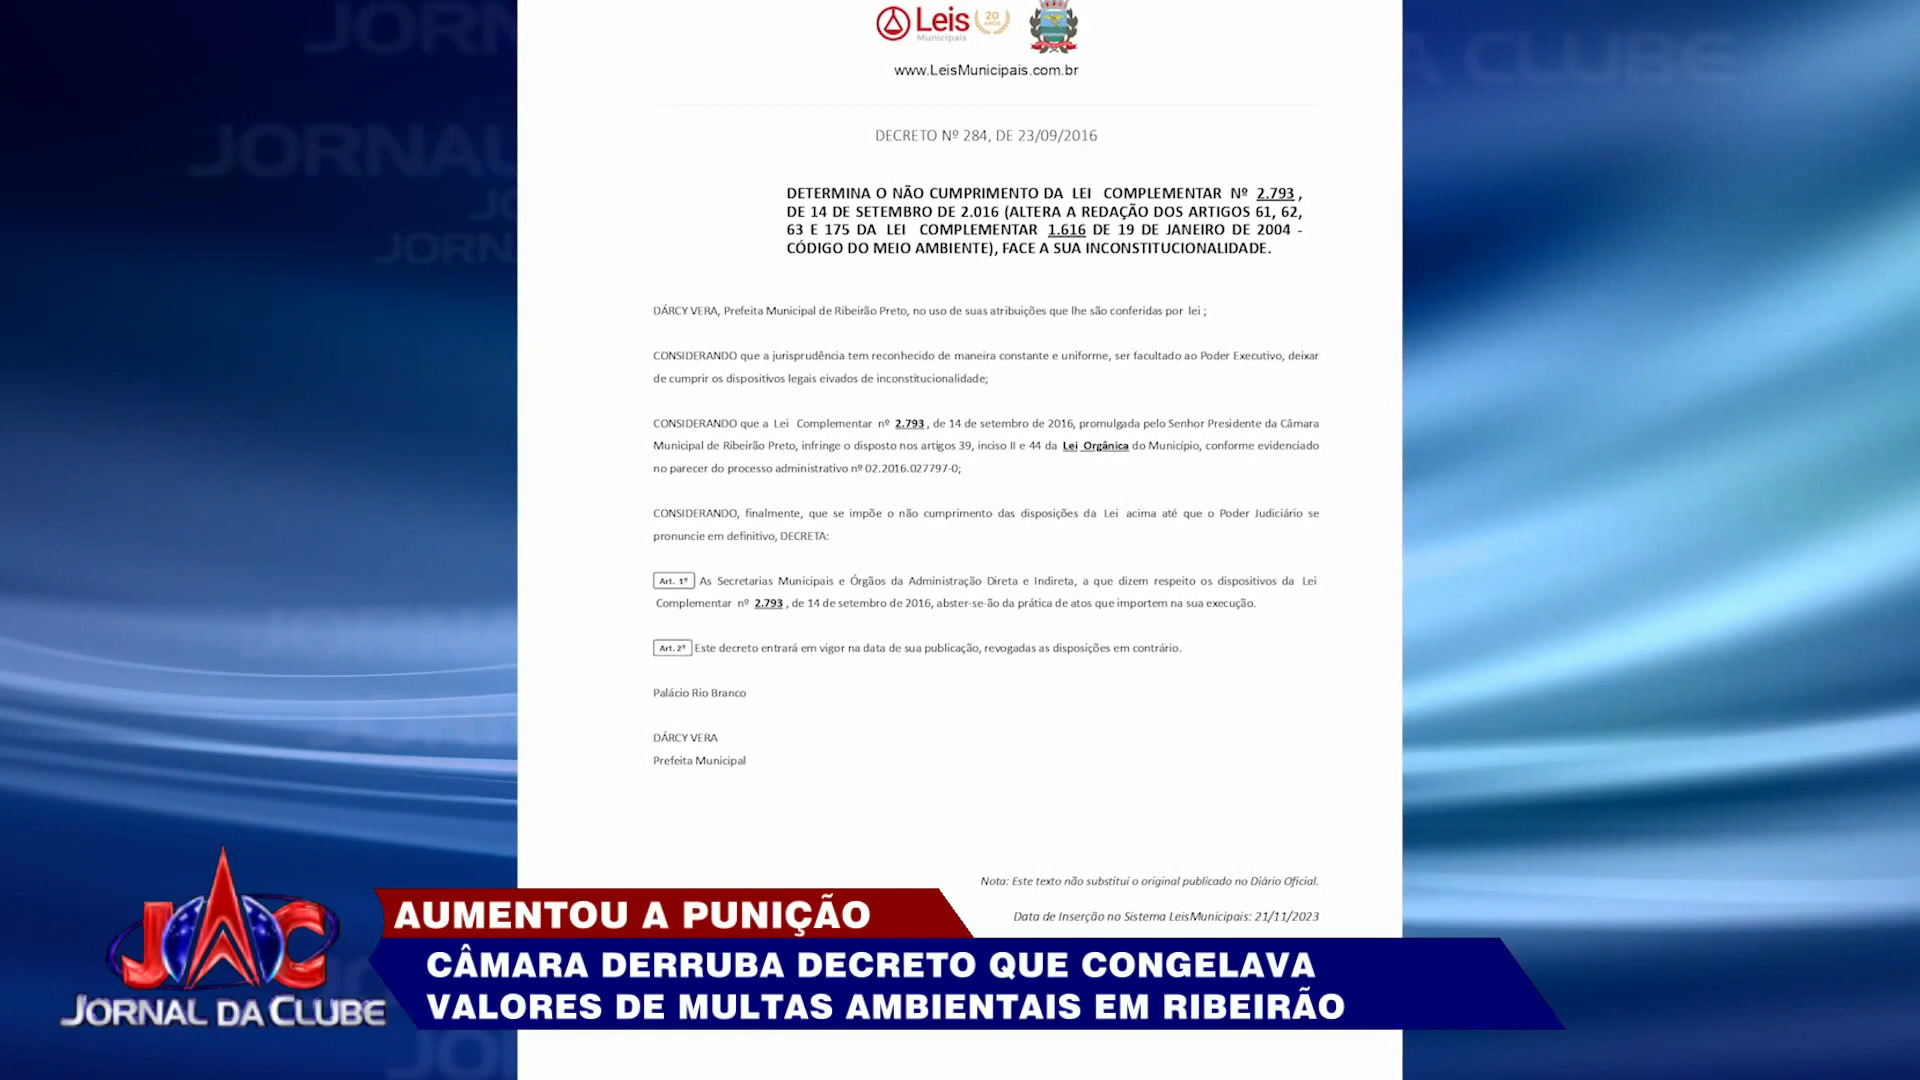 Leis
Municipais
20
ANOS
www.LeisMunicipais.com.br
DECRETO Nº 284, DE 23/09/2016
DETERMINA O NÃO CUMPRIMENTO DA LEI COMPLEMENTAR Nº 2.793,
DE 14 DE SETEMBRO DE 2.016 (ALTERA A REDAÇÃO DOS ARTIGOS 61, 62,
63 E 175 DA LEI COMPLEMENTAR 1.616 DE 19 DE JANEIRO DE 2004 -
CÓDIGO DO MEIO AMBIENTE), FACE A SUA INCONSTITUCIONALIDADE.
DÁRCY VERA, Prefeita Municipal de Ribeirão Preto, no uso de suas atribuições que lhe são conferidas por lei ;
CONSIDERANDO que a jurisprudência tem reconhecido de maneira constante e uniforme, ser facultado ao Poder Executivo, deixar
de cumprir os dispositivos legais eivados de inconstitucionalidade;
CONSIDERANDO que a Lei Complementar nº 2.793 , de 14 de setembro de 2016, promulgada pelo Senhor Presidente da Câmara
Municipal de Ribeirão Preto, infringe o disposto nos artigos 39, inciso II e 44 da Lei Orgânica do Município, conforme evidenciado
no parecer do processo administrativo nº 02.2016.027797-0;
CONSIDERANDO, finalmente, que se impõe o não cumprimento das disposições da Lei acima até que o Poder Judiciário se
pronuncie em definitivo, DECRETA:
Art. 1º As Secretarias Municipais e Órgãos da Administração Direta e Indireta, a que dizem respeito os dispositivos da Lei
Complementar nº 2.793 , de 14 de setembro de 2016, abster-se-ão da prática de atos que importem na sua execução.
Art. 2º Este decreto entrará em vigor na data de sua publicação, revogadas as disposições em contrário.
Palácio Rio Branco
DÁRCY VERA
Prefeita Municipal
Nota: Este texto não substitui o original publicado no Diário Oficial.
Data de Inserção no Sistema LeisMunicipais: 21/11/2023
AUMENTOU A PUNIÇÃO
CÂMARA DERRUBA DECRETO QUE CONGELAVA
VALORES DE MULTAS AMBIENTAIS EM RIBEIRÃO
JC
JORNAL DA CLUBE